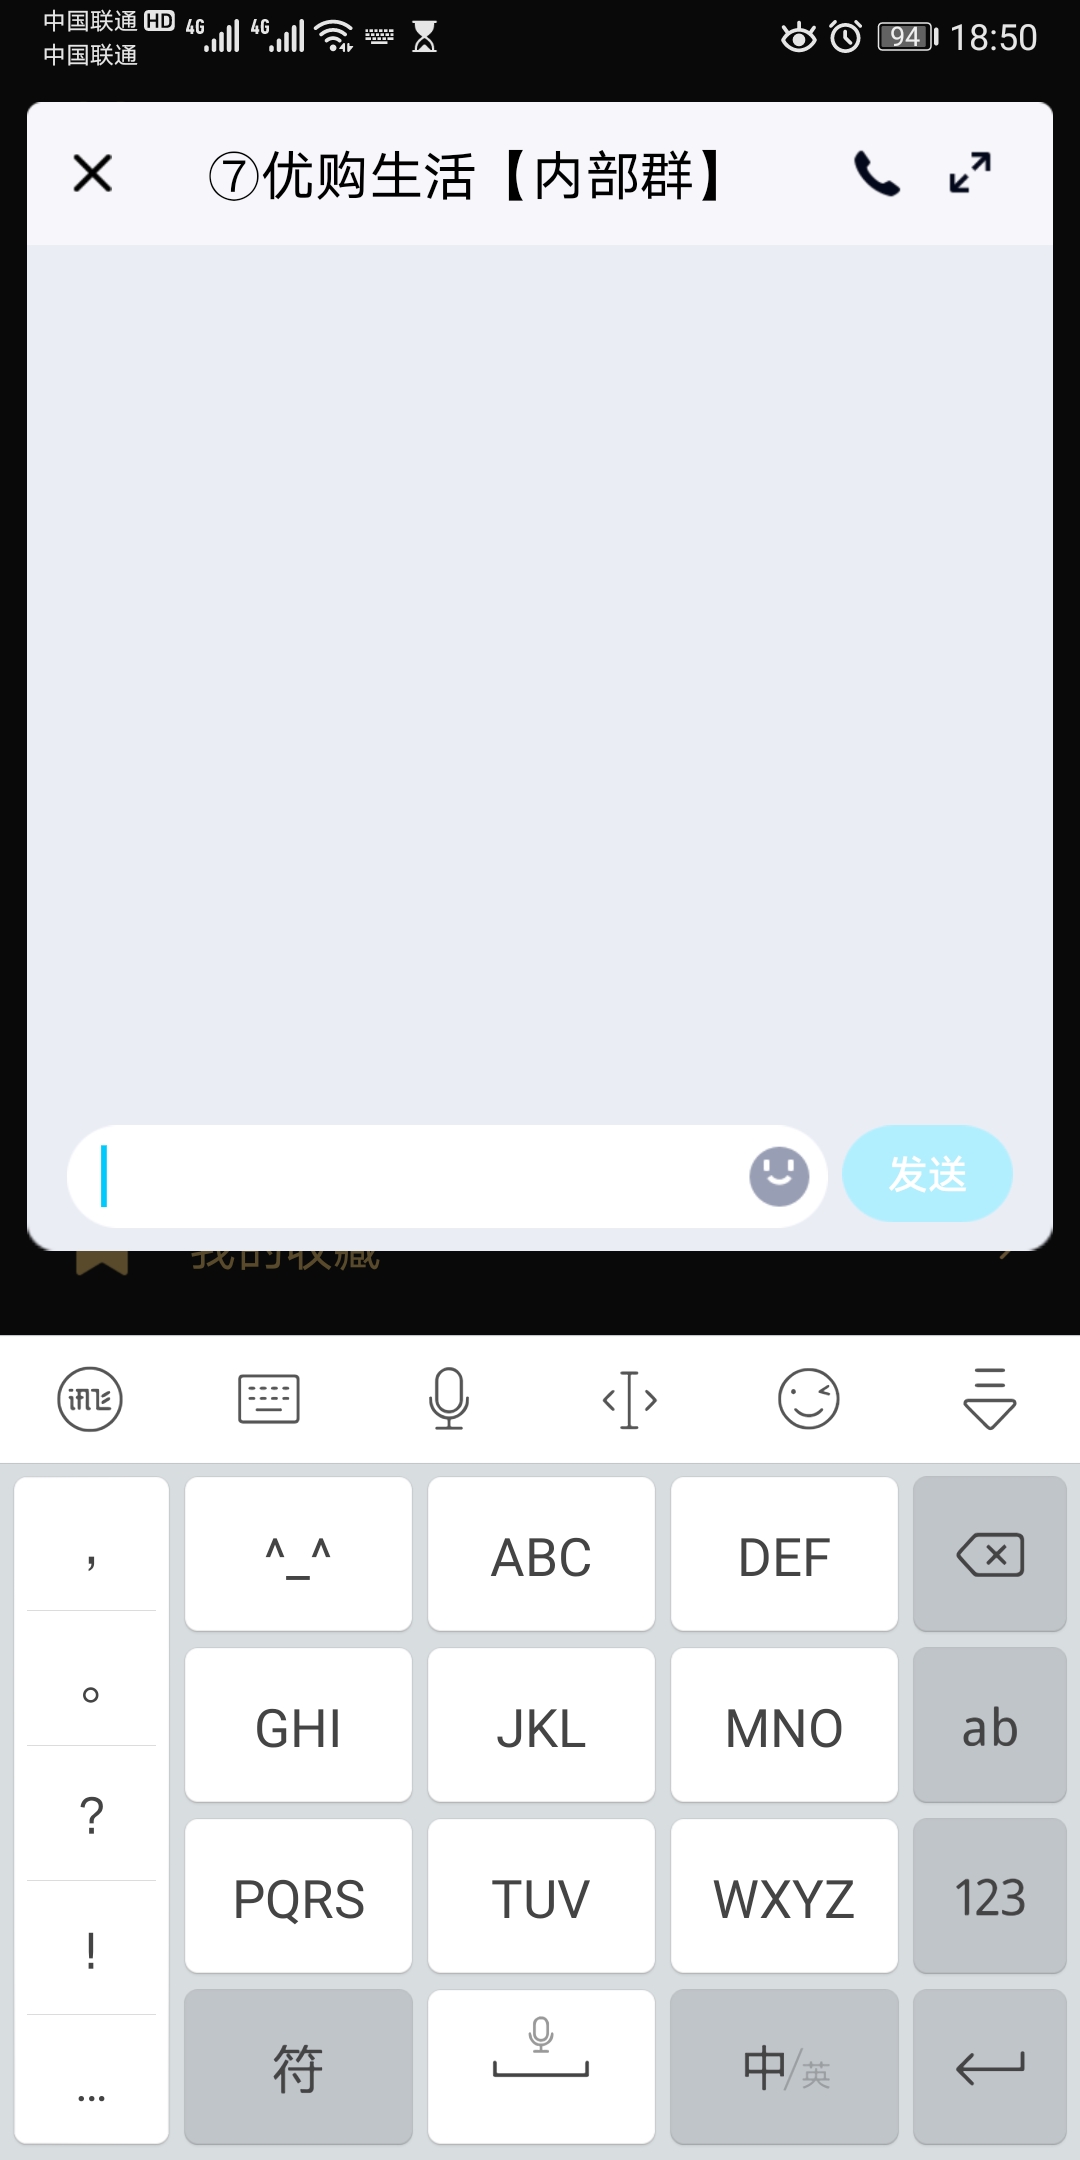 中国联通 HD 4G 4G 94 18:50
中国联通
⑦优购生活【内部群】
发送
我的收藏
，
^_^ ABC DEF
。
GHI JKL MNO ab
?
PQRS TUV WXYZ 123
!
符 中/英
...